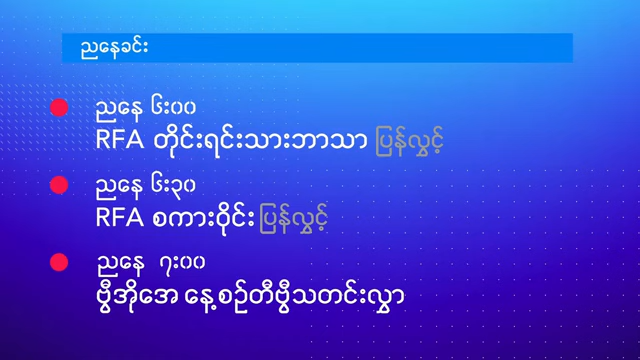 ညနေခင်း
ညနေ ၆:၀၀
RFA တိုင်းရင်းသားဘာသာ ပြန်လွှင့်
ညနေ ၆:၃၀
RFA စကားဝိုင်း ပြန်လွှင့်
ညနေ ၇:၀၀
ဗွီအိုအေ နေ့စဉ်တီဗွီသတင်းလွှာ